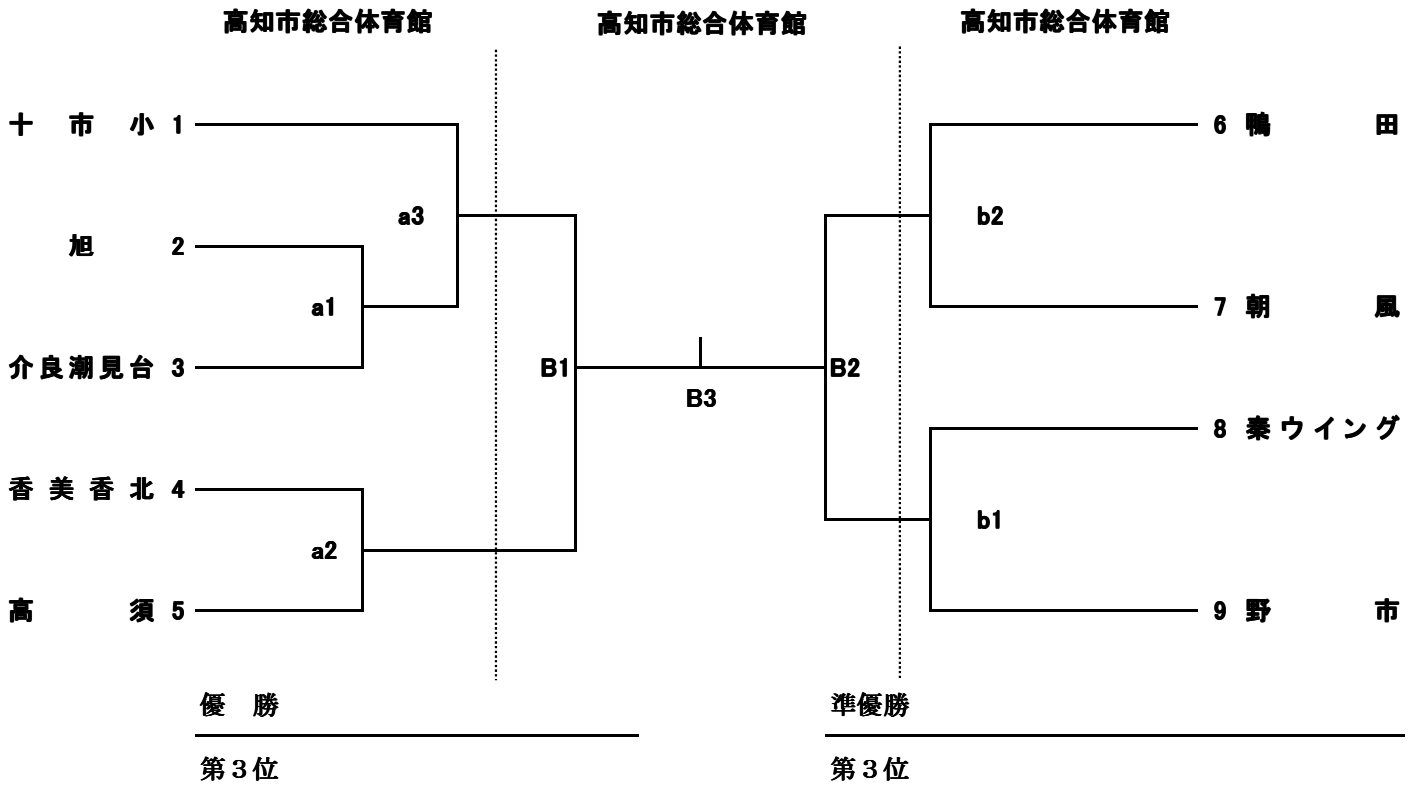 高知市総合体育館 高知市総合体育館 高知市総合体育館
十市小 1 6 鴨田
a3 b2
旭 2
a1 7 朝風
介良潮見台 3 B1 B2
B3
8 秦ウイング
香美香北 4
b1
a2
高須 5 9 野市
優 勝 準優勝
第3位 第3位